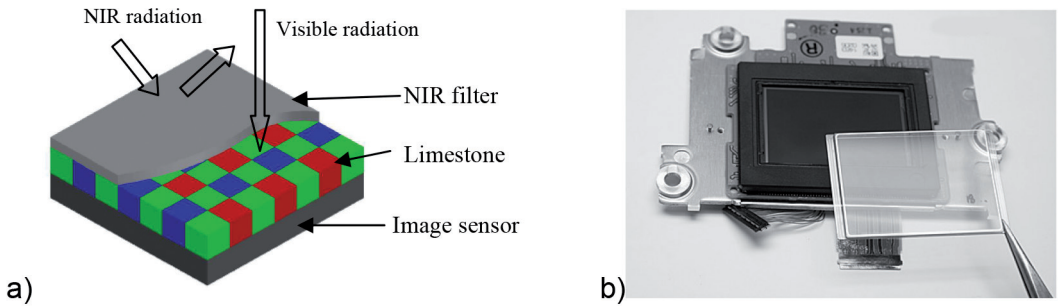 NIR radiation
Visible radiation
NIR filter
Limestone
Image sensor
a)
b)